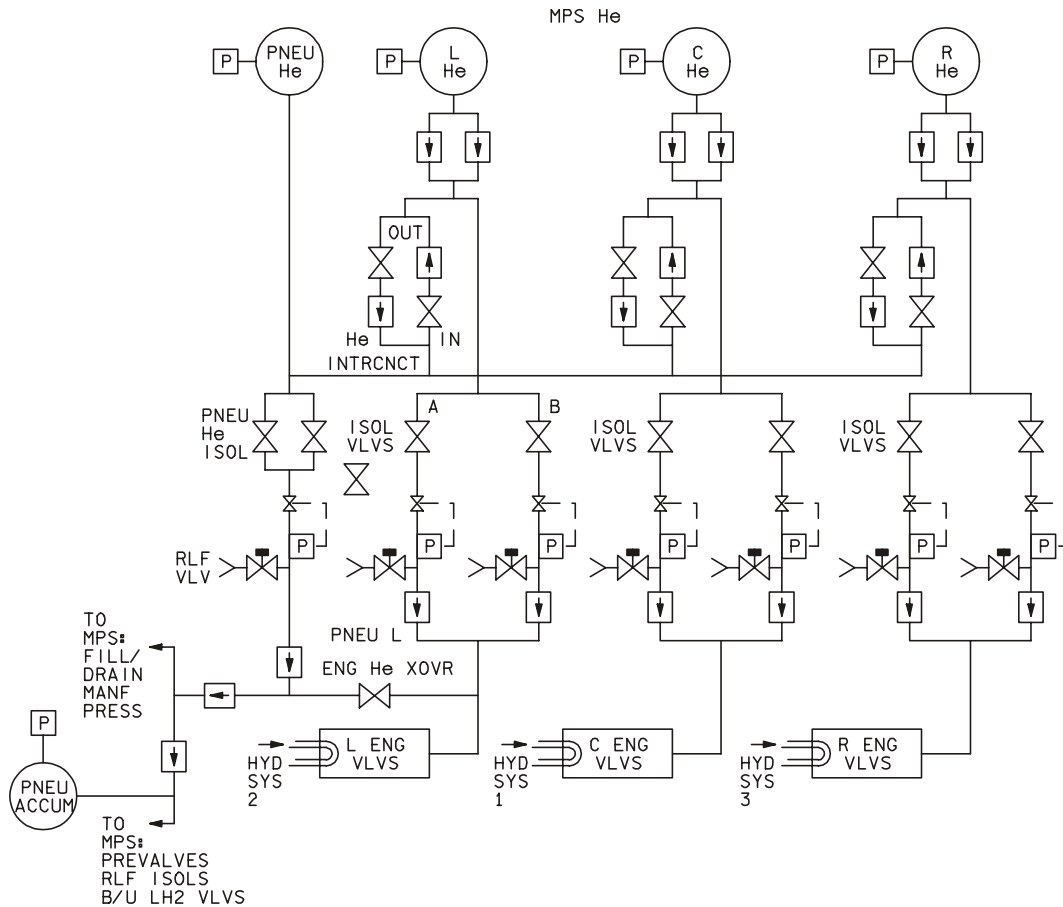 MPS He
P
PNEU
He
P
L
He
P
C
He
P
R
He
OUT
He
IN
INTRCNCT
PNEU
He
ISOL
A
B
ISOL
VLVS
ISOL
VLVS
ISOL
VLVS
P
P
P
P
P
P
P
RLF
VLV
TO
MPS:
FILL/
DRAIN
MANF
PRESS
PNEU L
ENG He XOVR
P
PNEU
ACCUM
HYD
SYS
2
L ENG
VLVS
HYD
SYS
1
C ENG
VLVS
HYD
SYS
3
R ENG
VLVS
TO
MPS:
PREVALVES
RLF ISOLS
B/U LH2 VLVS